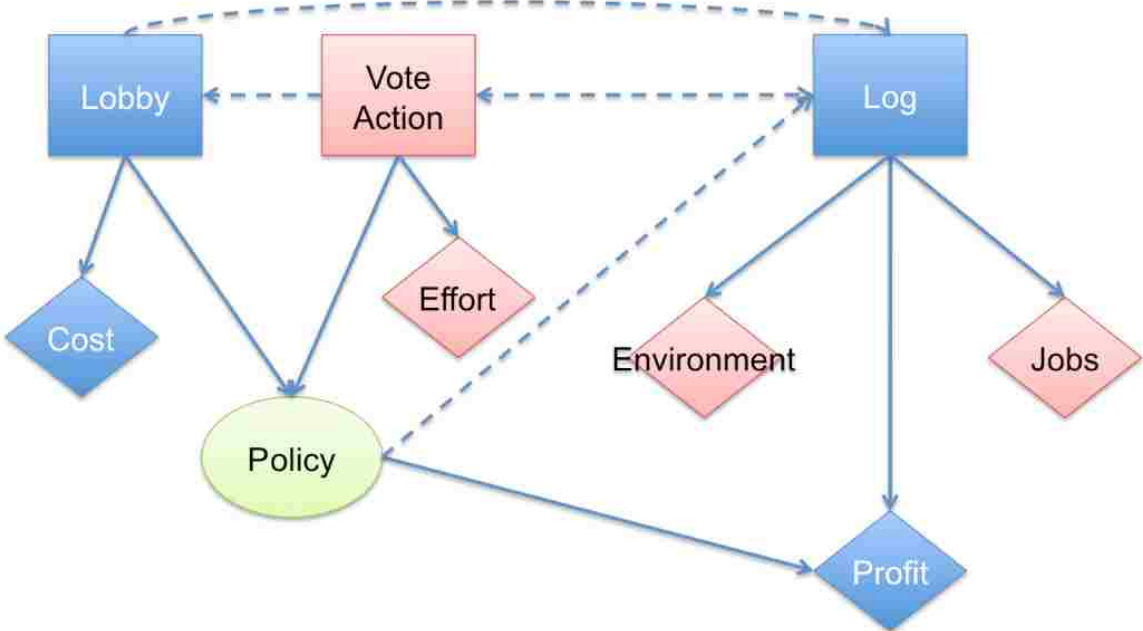 Lobby
Vote
Action
Log
Effort
Cost
Environment
Jobs
Policy
Profit